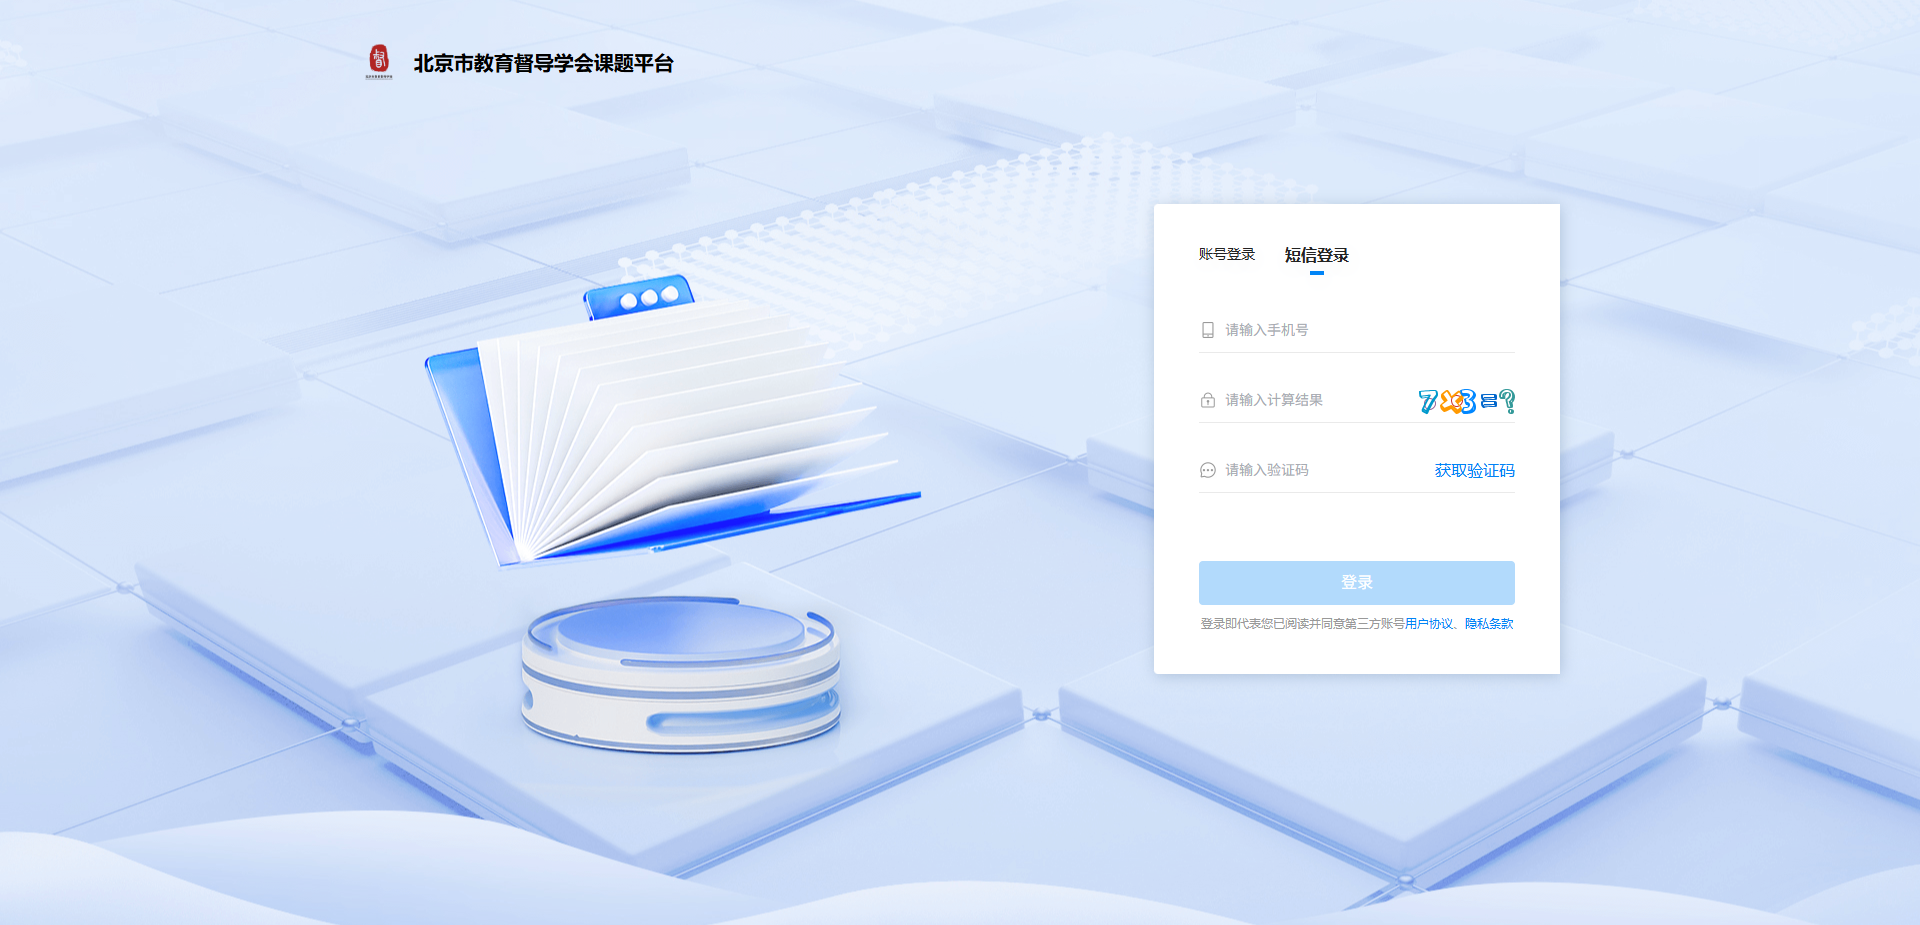 督
北京市教育督导学会课题平台
账号登录 短信登录
请输入手机号
请输入计算结果 7×3=?
请输入验证码 获取验证码
登录
登录即代表您已阅读并同意第三方账号用户协议、隐私条款